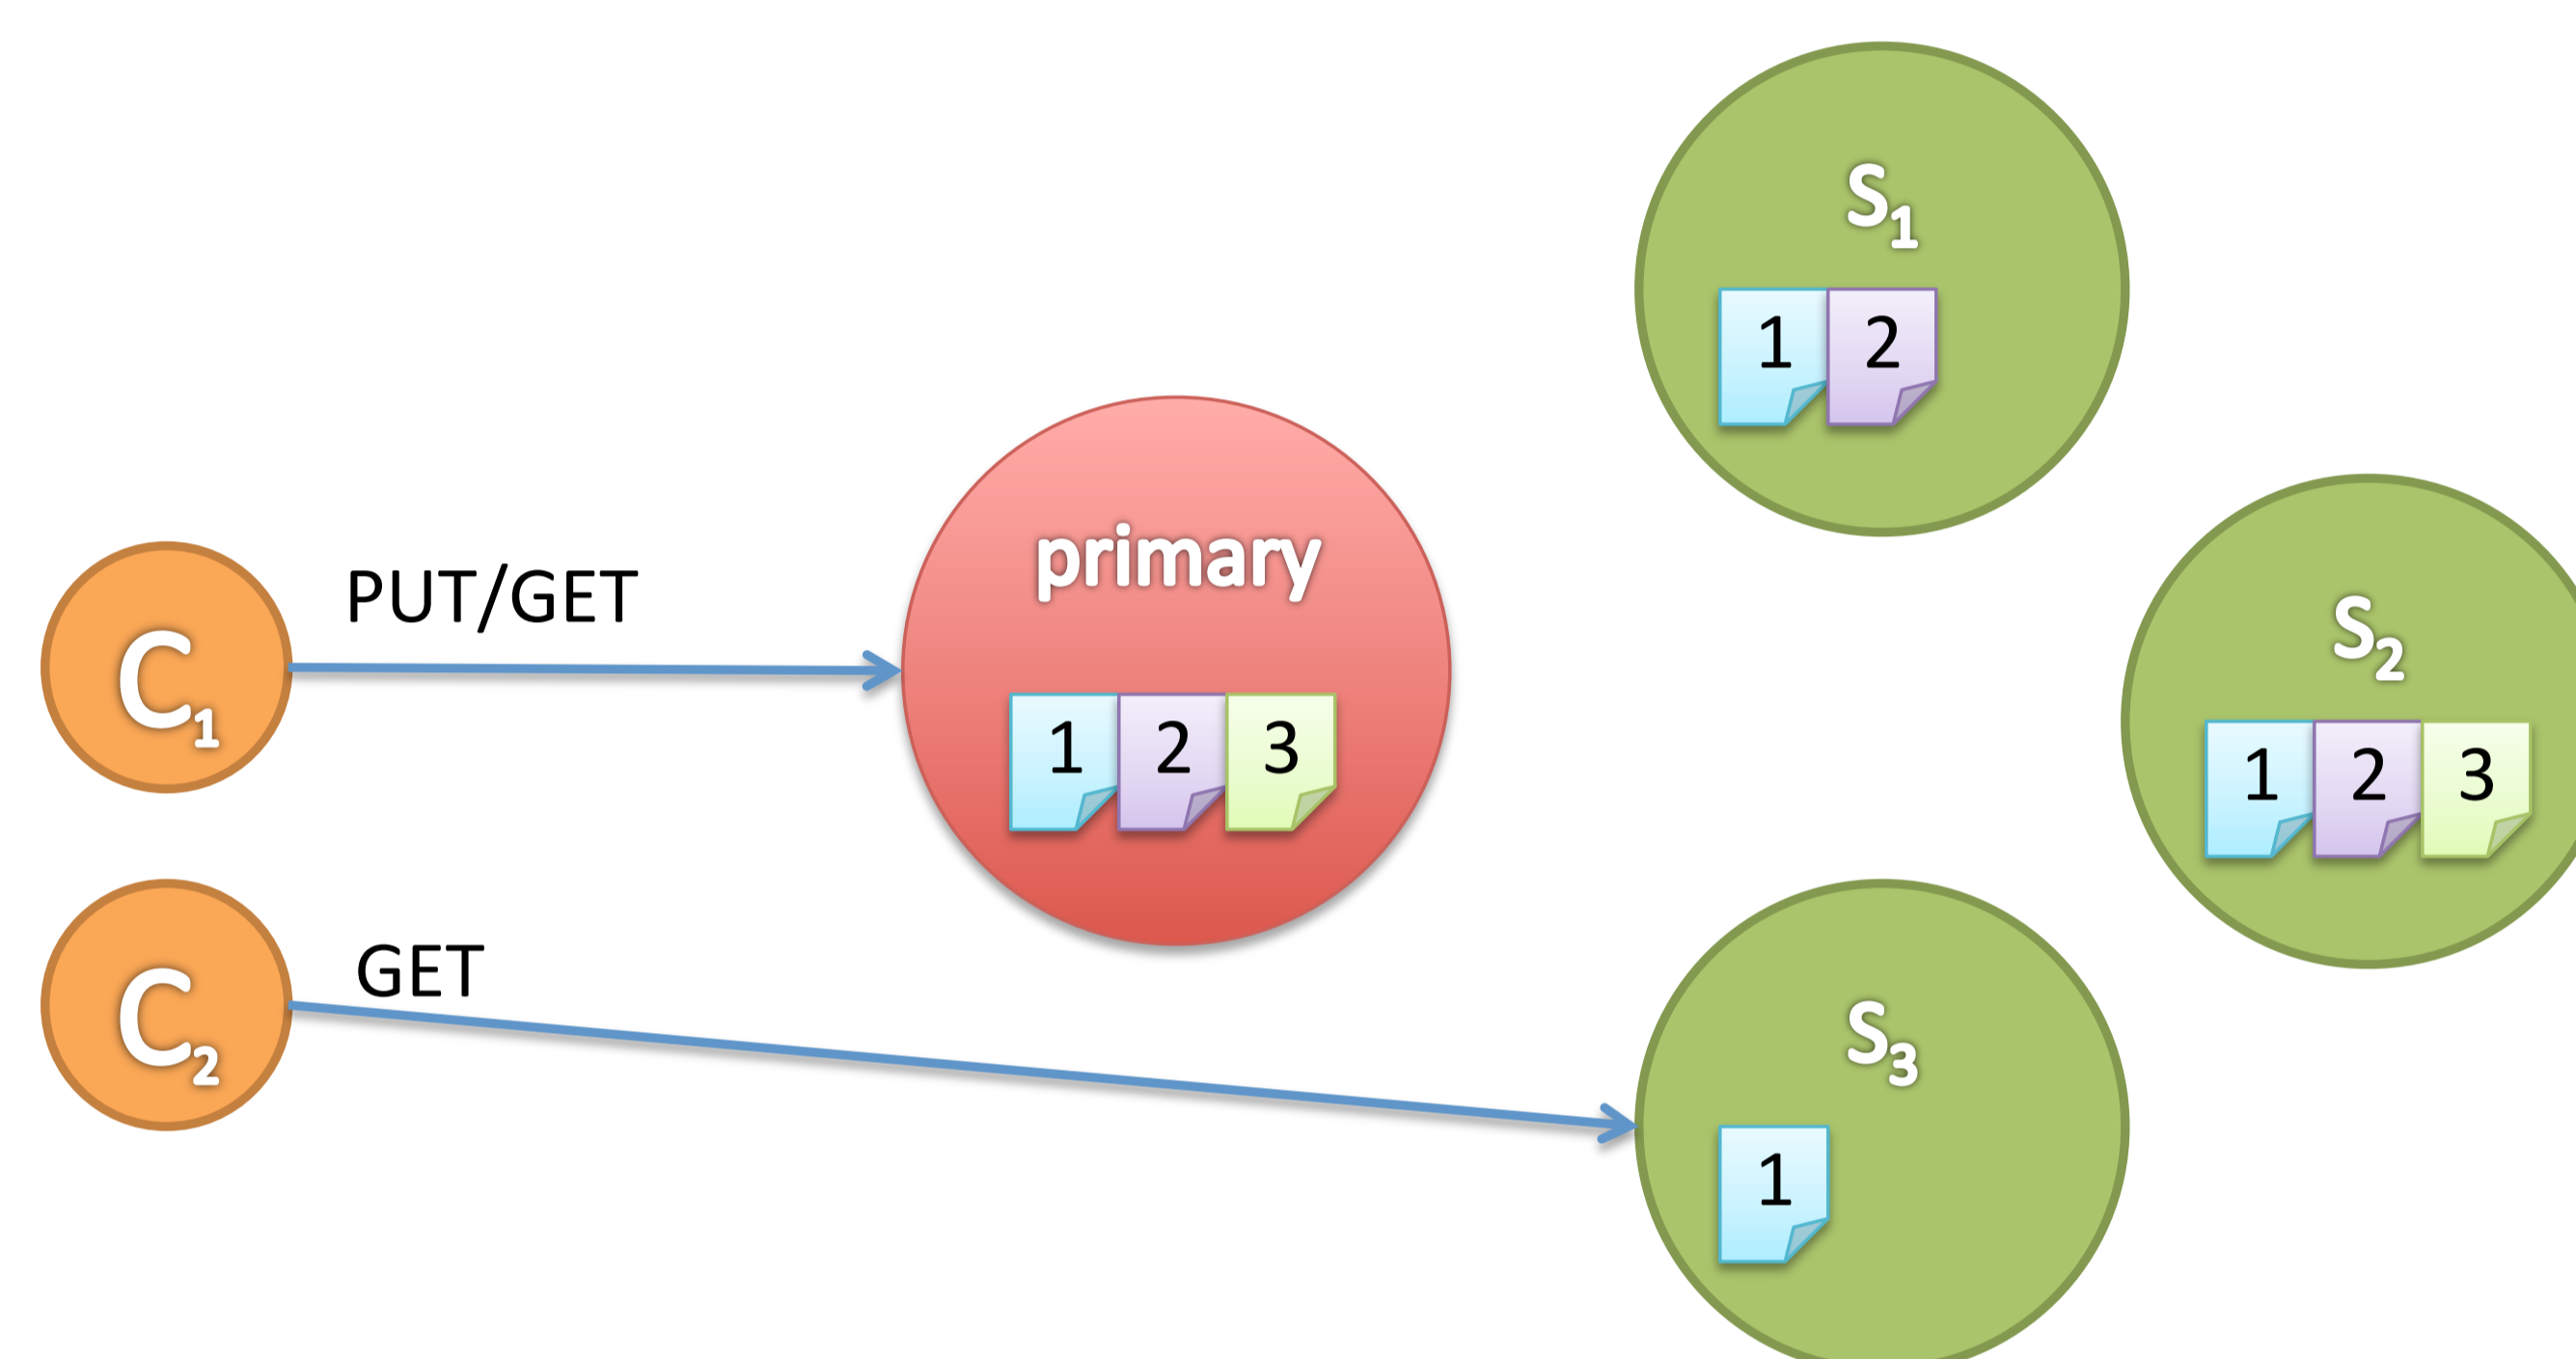 S₁
1 2
PUT/GET
primary
C₁
1 2 3
S₂
1 2 3
GET
C₂
S₃
1